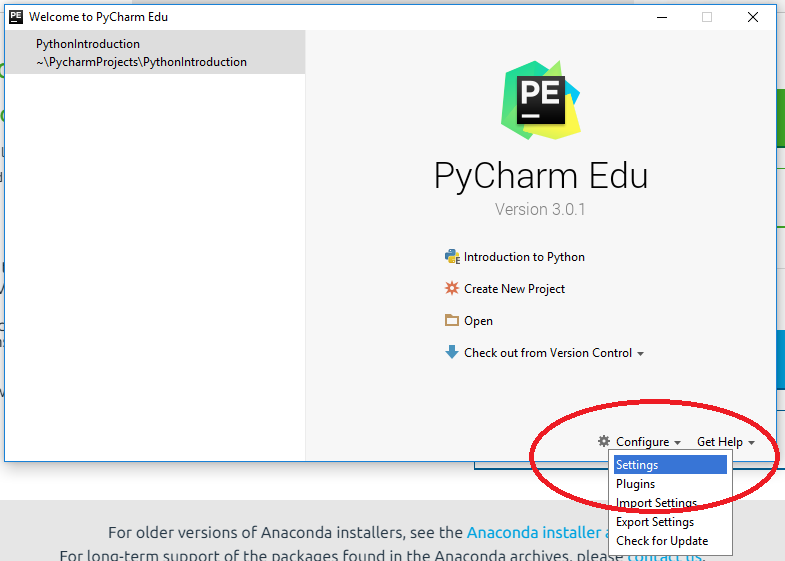 Welcome to PyCharm Edu
PythonIntroduction
~\PycharmProjects\PythonIntroduction
PE
PyCharm Edu
Version 3.0.1
Introduction to Python
Create New Project
Open
Check out from Version Control
Configure
Get Help
Settings
Plugins
Import Settings
Export Settings
Check for Update
For older versions of Anaconda installers, see the Anaconda installer
For long-term support of the packages found in the Anaconda archives, please contact us.